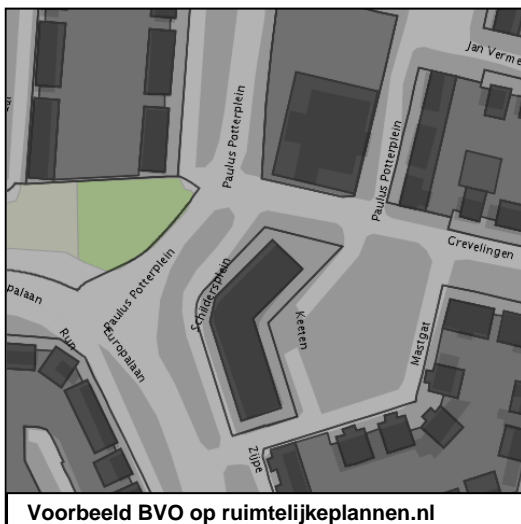 Jan Verme
Paulus Potterplein
Paulus Potterplein
Grevelingen
Paulus Potterplein
Schildersplein
Keeten
palaan
Rijn
Europalaan
Mastgat
Zijpe
Voorbeeld BVO op ruimtelijkeplannen.nl